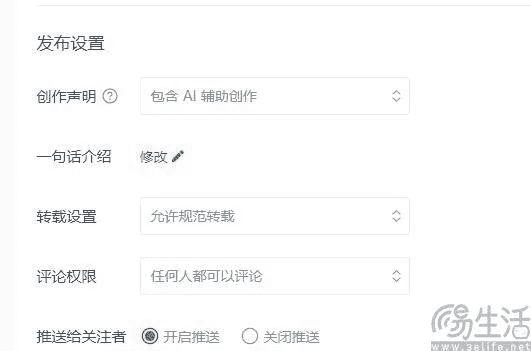 发布设置
创作声明 ? 包含 AI 辅助创作
一句话介绍 修改
转载设置 允许规范转载
评论权限 任何人都可以评论
推送给关注者 开启推送 关闭推送
易生活
www.3elife.net